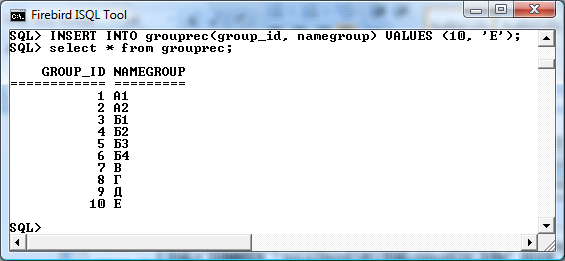 Firebird ISQL Tool
SQL> INSERT INTO grouprec(group_id, namegroup) VALUES (10, 'Е');
SQL> select * from grouprec;
GROUP_ID NAMEGROUP
============ =========
1 А1
2 А2
3 Б1
4 Б2
5 Б3
6 Б4
7 В
8 Г
9 Д
10 Е
SQL>